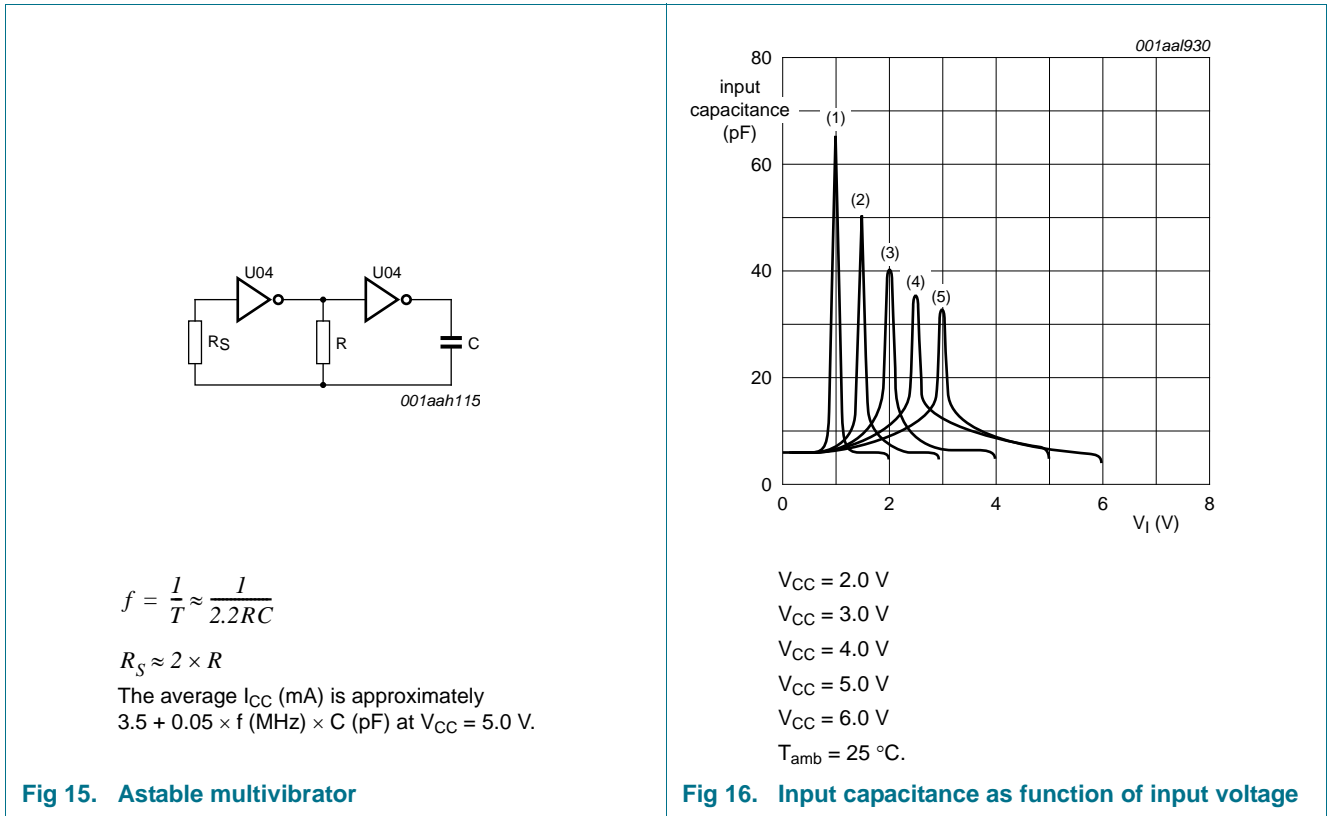 U04
U04
RS
R
C
001aah115
f = 1/T ≈ 1/2.2RC
RS ≈ 2 × R
The average ICC (mA) is approximately
3.5 + 0.05 × f (MHz) × C (pF) at VCC = 5.0 V.
Fig 15. Astable multivibrator
001aal930
80
input
capacitance
(pF)
(1)
60
(2)
(3)
40
(4)
(5)
20
0
0 2 4 6 8
VI (V)
VCC = 2.0 V
VCC = 3.0 V
VCC = 4.0 V
VCC = 5.0 V
VCC = 6.0 V
Tamb = 25 °C.
Fig 16. Input capacitance as function of input voltage